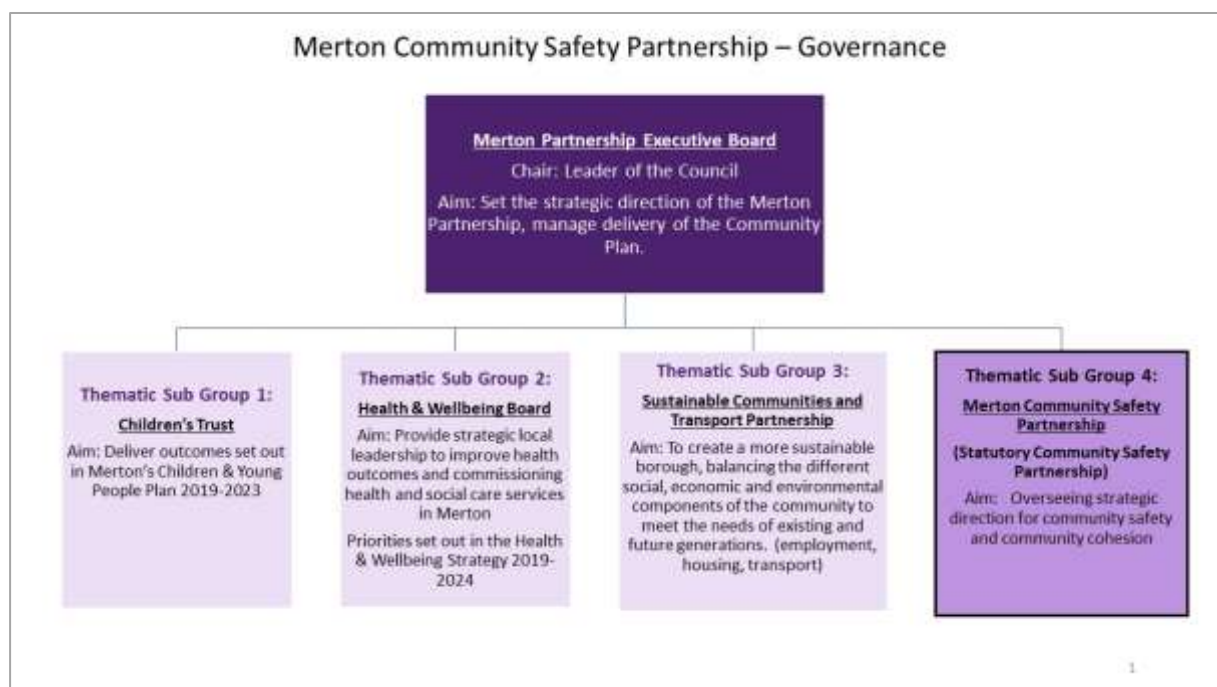 Merton Community Safety Partnership – Governance
Merton Partnership Executive Board
Chair: Leader of the Council
Aim: Set the strategic direction of the Merton
Partnership, manage delivery of the Community
Plan.
Thematic Sub Group 1:
Children's Trust
Aim: Deliver outcomes set out
in Merton's Children & Young
People Plan 2019-2023
Thematic Sub Group 2:
Health & Wellbeing Board
Aim: Provide strategic local
leadership to improve health
outcomes and commissioning
health and social care services
in Merton
Priorities set out in the Health
& Wellbeing Strategy 2019-
2024
Thematic Sub Group 3:
Sustainable Communities and
Transport Partnership
Aim: To create a more sustainable
borough, balancing the different
social, economic and environmental
components of the community to
meet the needs of existing and
future generations. (employment,
housing, transport)
Thematic Sub Group 4:
Merton Community Safety
Partnership
(Statutory Community Safety
Partnership)
Aim: Overseeing strategic
direction for community safety
and community cohesion
1